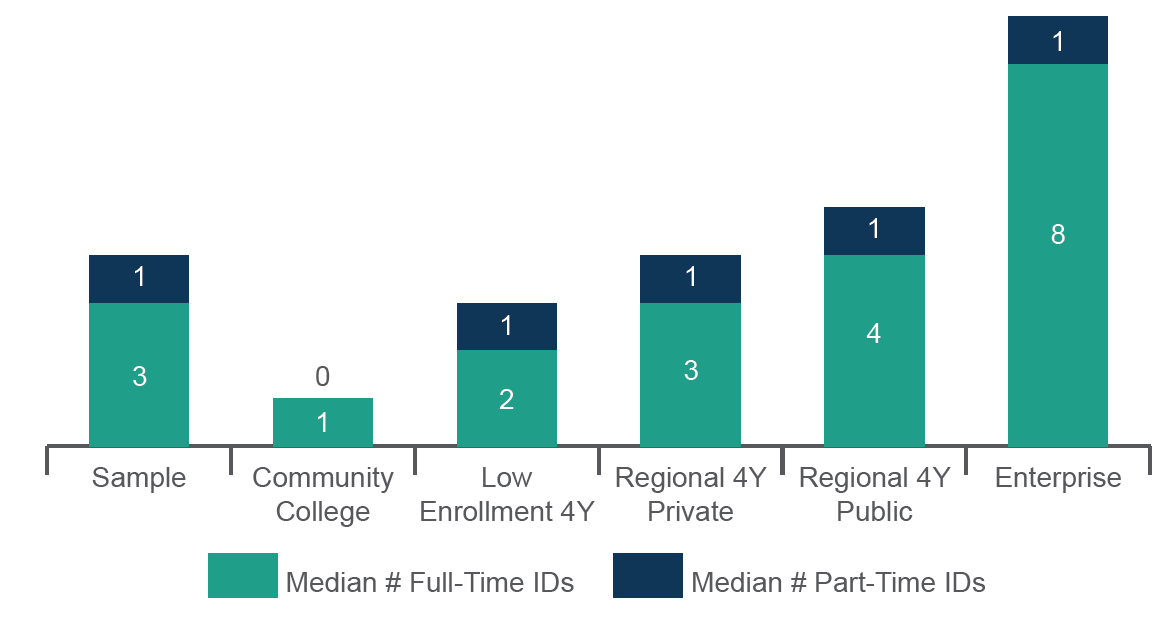 1
8
1
4
1
3
1
3
1
2
0
1
Sample
Community
College
Low
Enrollment 4Y
Regional 4Y
Private
Regional 4Y
Public
Enterprise
Median # Full-Time IDs
Median # Part-Time IDs